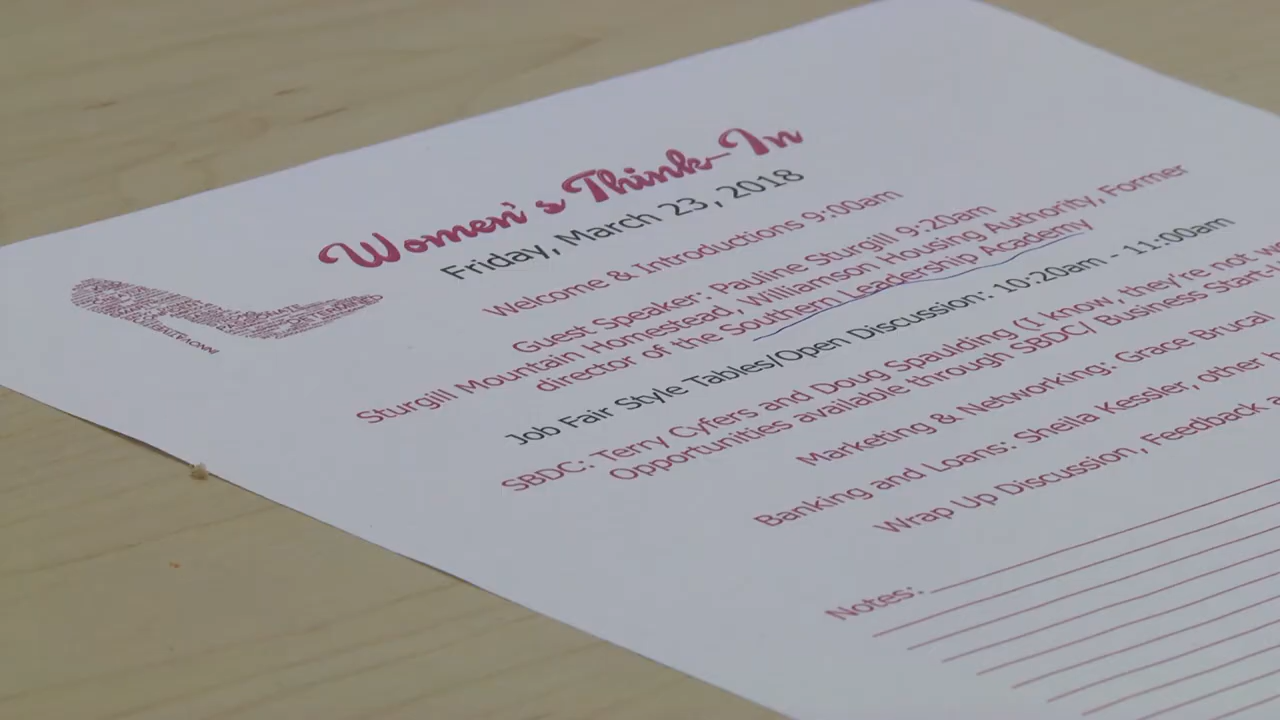 Women's Think-In
Friday, March 23, 2018
Welcome & Introductions 9:00am
Guest Speaker: Pauline Sturgill 9:20am
Sturgill Mountain Homestead, Williamson Housing Authority, Former
director of the Southern Leadership Academy
Job Fair Style Tables/Open Discussion: 10:20am - 11:00am
SBDC: Terry Cyfers and Doug Spaulding (I know, they're not
Opportunities available through SBDC/ Business
Marketing & Networking: Grace Brucal
Banking and Loans: Shella Kessler, other
Wrap Up Discussion, Feedback
Notes: